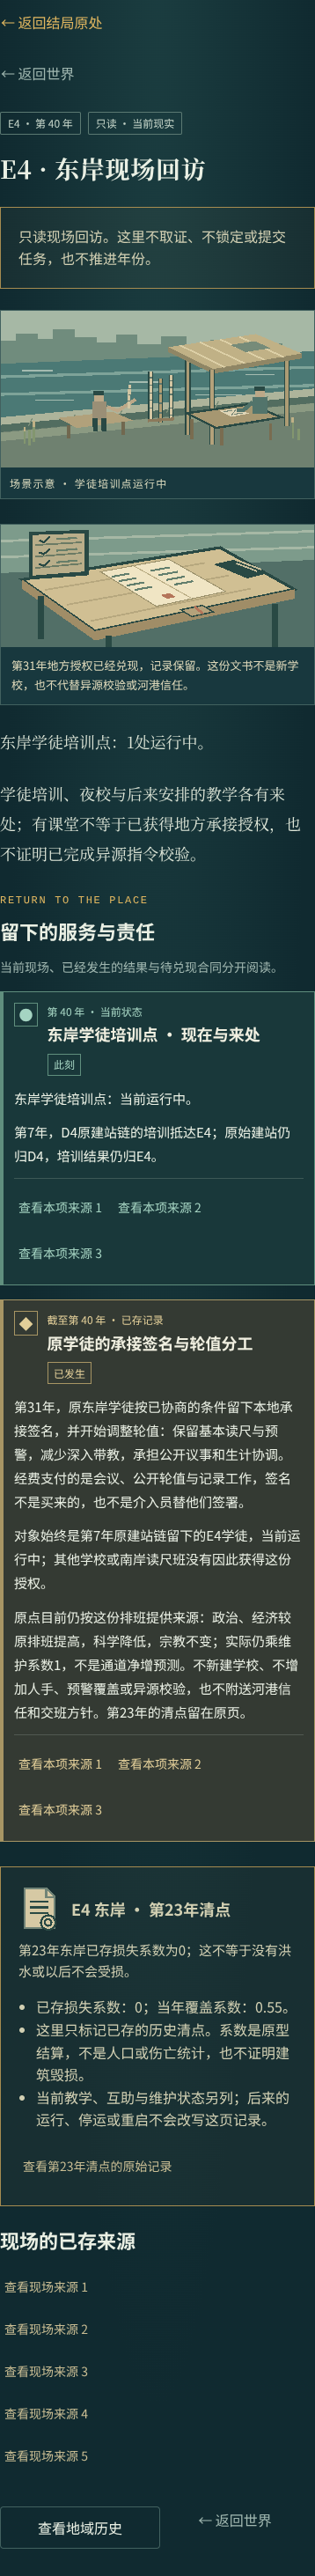 ← 返回结局原处
← 返回世界
E4 · 第 40 年
只读 · 当前现实
E4 · 东岸现场回访
只读现场回访。这里不取证、不锁定或提交
任务，也不推进年份。
场景示意 · 学徒培训点运行中
第31年地方授权已经兑现，记录保留。这份文书不是新学
校，也不代替异源校验或河港信任。
东岸学徒培训点：1处运行中。
学徒培训、夜校与后来安排的教学各有来
处；有课堂不等于已获得地方承接授权，也
不证明已完成异源指令校验。
RETURN TO THE PLACE
留下的服务与责任
当前现场、已经发生的结果与待兑现合同分开阅读。
第 40 年 · 当前状态
东岸学徒培训点 · 现在与来处
此刻
东岸学徒培训点：当前运行中。
第7年，D4原建站链的培训抵达E4；原始建站仍
归D4，培训结果仍归E4。
查看本项来源 1
查看本项来源 2
查看本项来源 3
截至第 40 年 · 已存记录
原学徒的承接签名与轮值分工
已发生
第31年，原东岸学徒按已协商的条件留下本地承
接签名，并开始调整轮值：保留基本读尺与预
警，减少深入带教，承担公开议事和生计协调。
经费支付的是会议、公开轮值与记录工作，签名
不是买来的，也不是介入员替他们签署。
对象始终是第7年原建站链留下的E4学徒，当前运
行中；其他学校或南岸读尺班没有因此获得这份
授权。
原点目前仍按这份排班提供来源：政治、经济较
原排班提高，科学降低，宗教不变；实际仍乘维
护系数1，不是通道净增预测。不新建学校、不增
加人手、预警覆盖或异源校验，也不附送河港信
任和交班方针。第23年的清点留在原页。
查看本项来源 1
查看本项来源 2
查看本项来源 3
E4 东岸 · 第23年清点
第23年东岸已存损失系数为0；这不等于没有洪
水或以后不会受损。
• 已存损失系数：0；当年覆盖系数：0.55。
• 这里只标记已存的历史清点。系数是原型
结算，不是人口或伤亡统计，也不证明建
筑毁损。
• 当前教学、互助与维护状态另列；后来的
运行、停运或重启不会改写这页记录。
查看第23年清点的原始记录
现场的已存来源
查看现场来源 1
查看现场来源 2
查看现场来源 3
查看现场来源 4
查看现场来源 5
查看地域历史
← 返回世界